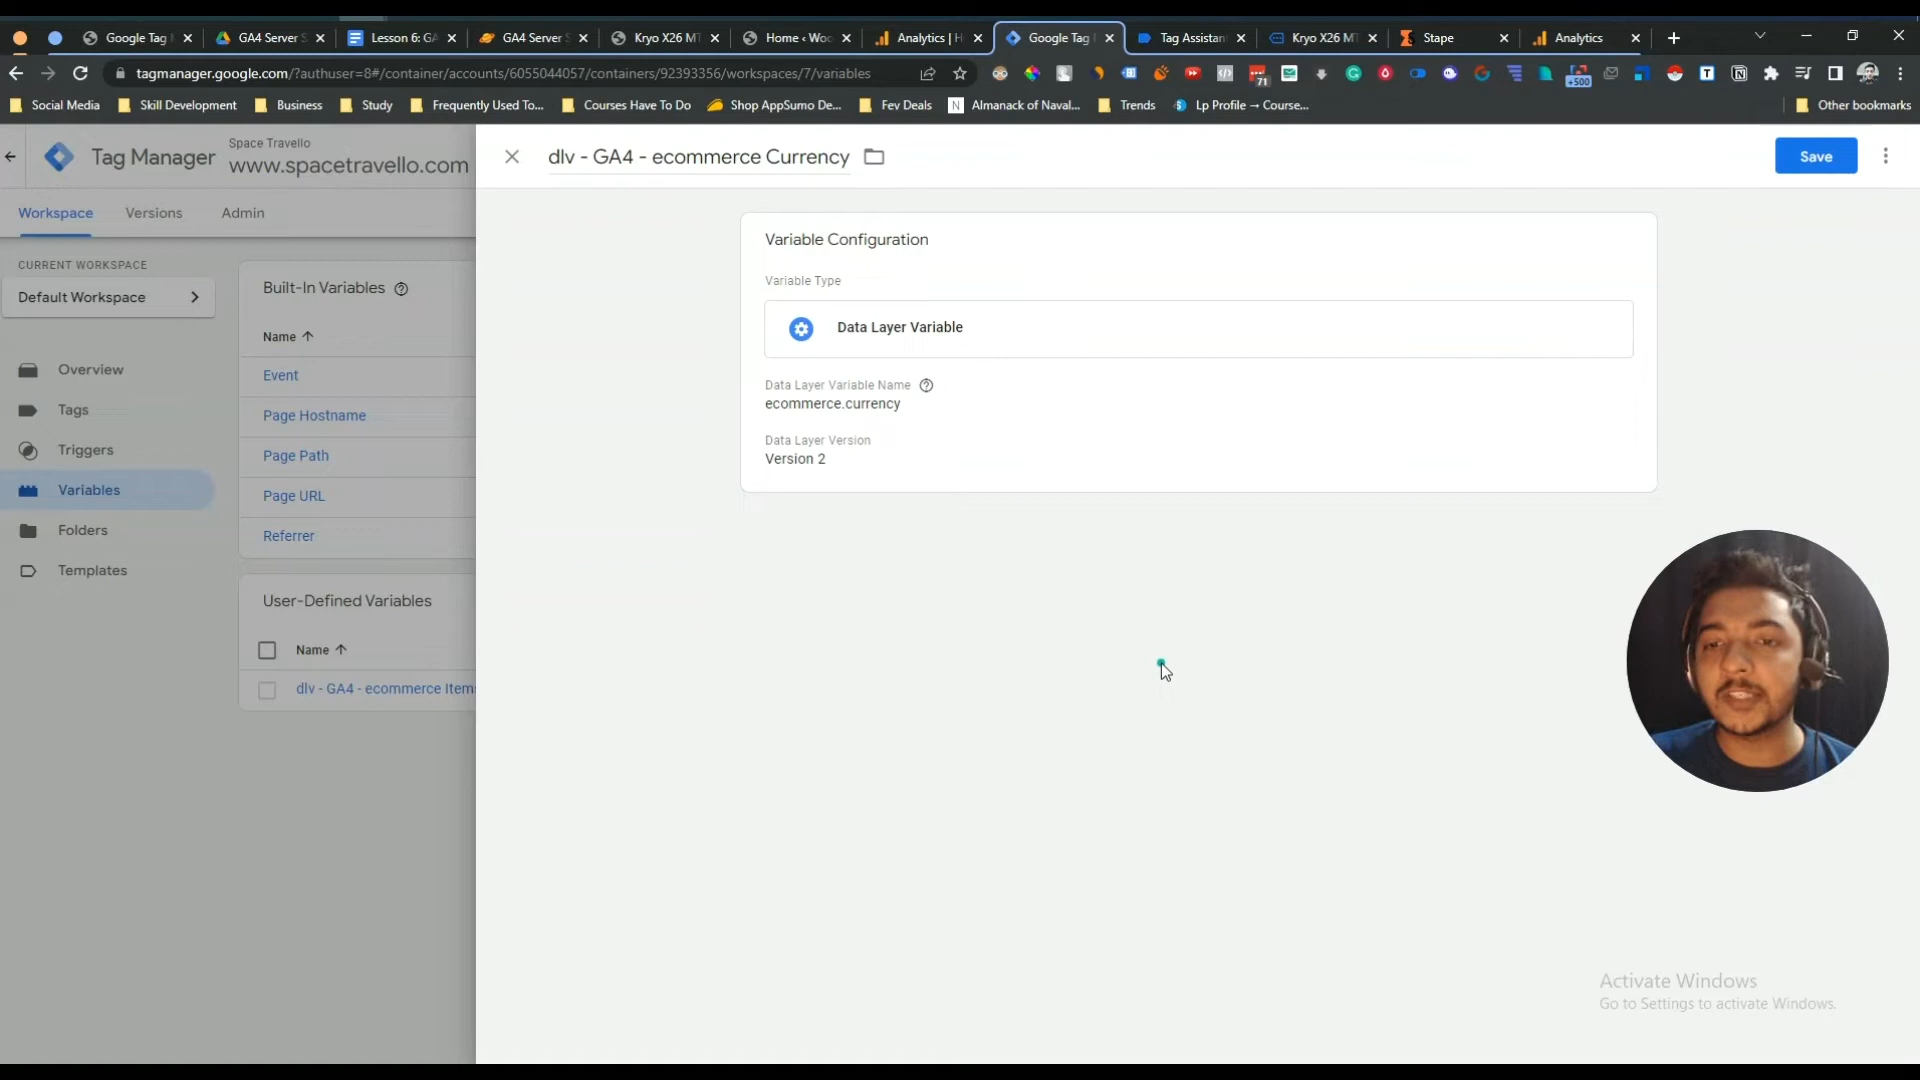 Google Tag
GA4 Server S
Lesson 6: GA
GA4 Server S
Kryo X26 MT
Home ‹ Woo
Analytics | H
Google Tag
Tag Assistan
Kryo X26 MT
Stape
Analytics
tagmanager.google.com/?authuser=8#/container/accounts/6055044057/containers/92393356/workspaces/7/variables
71
+500
Social Media
Skill Development
Business
Study
Frequently Used To...
Courses Have To Do
Shop AppSumo De...
Fev Deals
Almanack of Naval...
Trends
Lp Profile → Course...
Other bookmarks
Tag Manager
Space Travello
www.spacetravello.com
dlv - GA4 - ecommerce Currency
Save
Workspace
Versions
Admin
CURRENT WORKSPACE
Default Workspace
Overview
Tags
Triggers
Variables
Folders
Templates
Built-In Variables
Name
Event
Page Hostname
Page Path
Page URL
Referrer
User-Defined Variables
Name
dlv - GA4 - ecommerce Items
Variable Configuration
Variable Type
Data Layer Variable
Data Layer Variable Name
ecommerce.currency
Data Layer Version
Version 2
Activate Windows
Go to Settings to activate Windows.